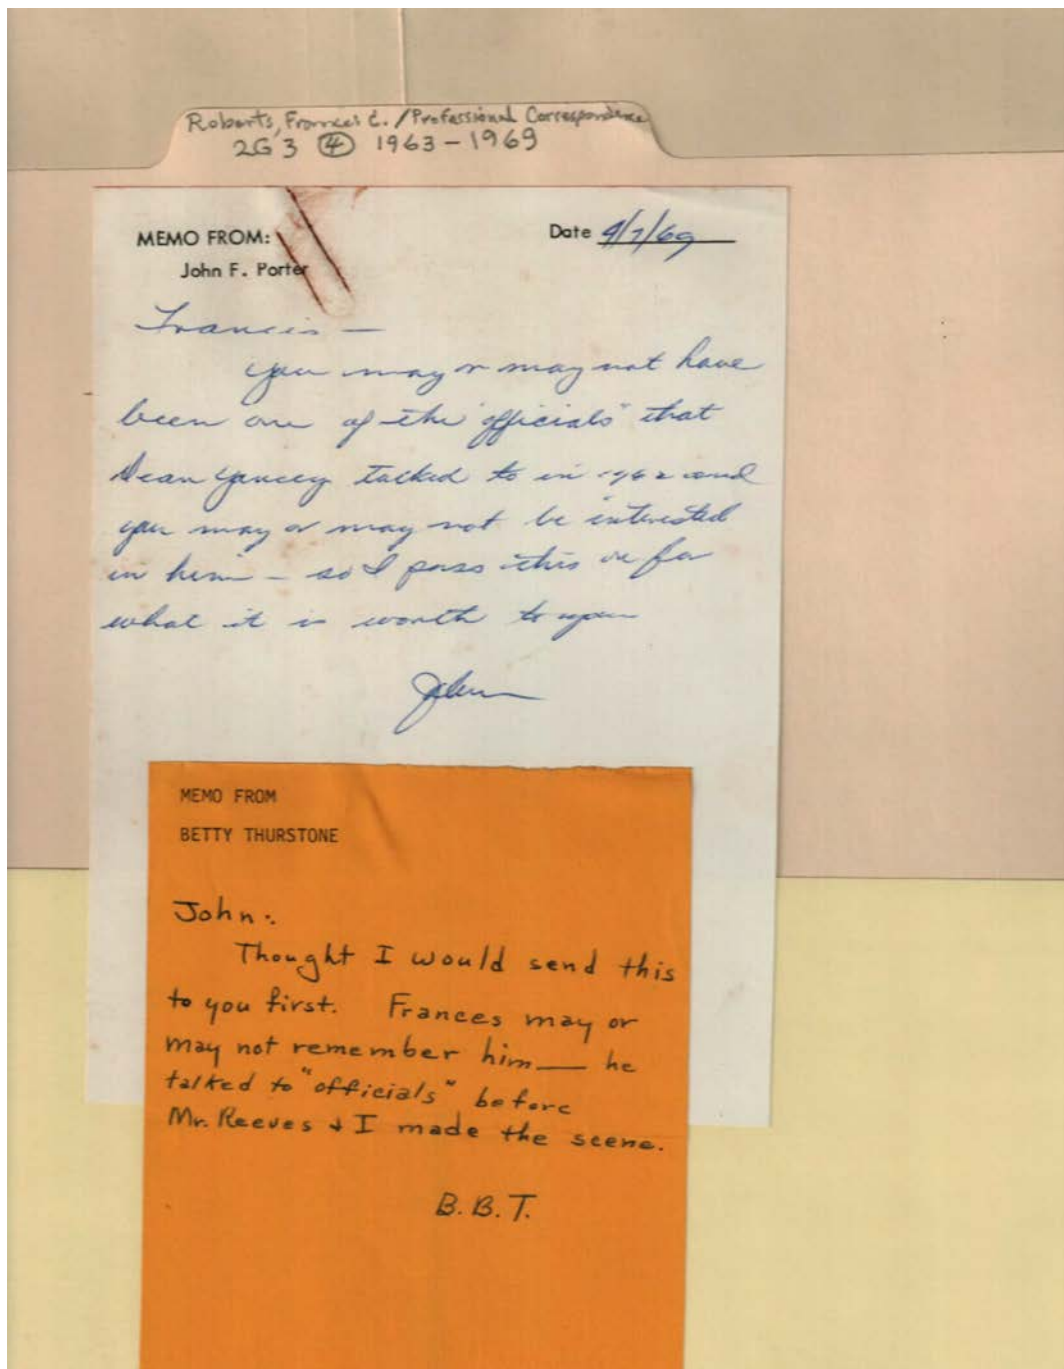 Roberts, Frances C. / Professional Correspondence
2G3 ④ 1963-1969
MEMO FROM:
John F. Porter
Date 9/7/69
Francis —
you may or may not have
been one of the "officials" that
Dean Yancey talked to in 1962 and
you may or may not be interested
in him — so I pass this on for
what it is worth to you
John
MEMO FROM
BETTY THURSTONE
John:
Thought I would send this
to you first. Frances may or
may not remember him — he
talked to "officials" before
Mr. Reeves + I made the scene.
B.B.T.